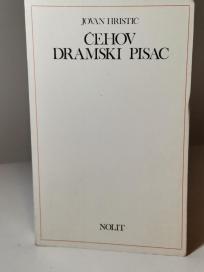 JOVAN HRISTIĆ
ČEHOV
DRAMSKI PISAC
NOLIT